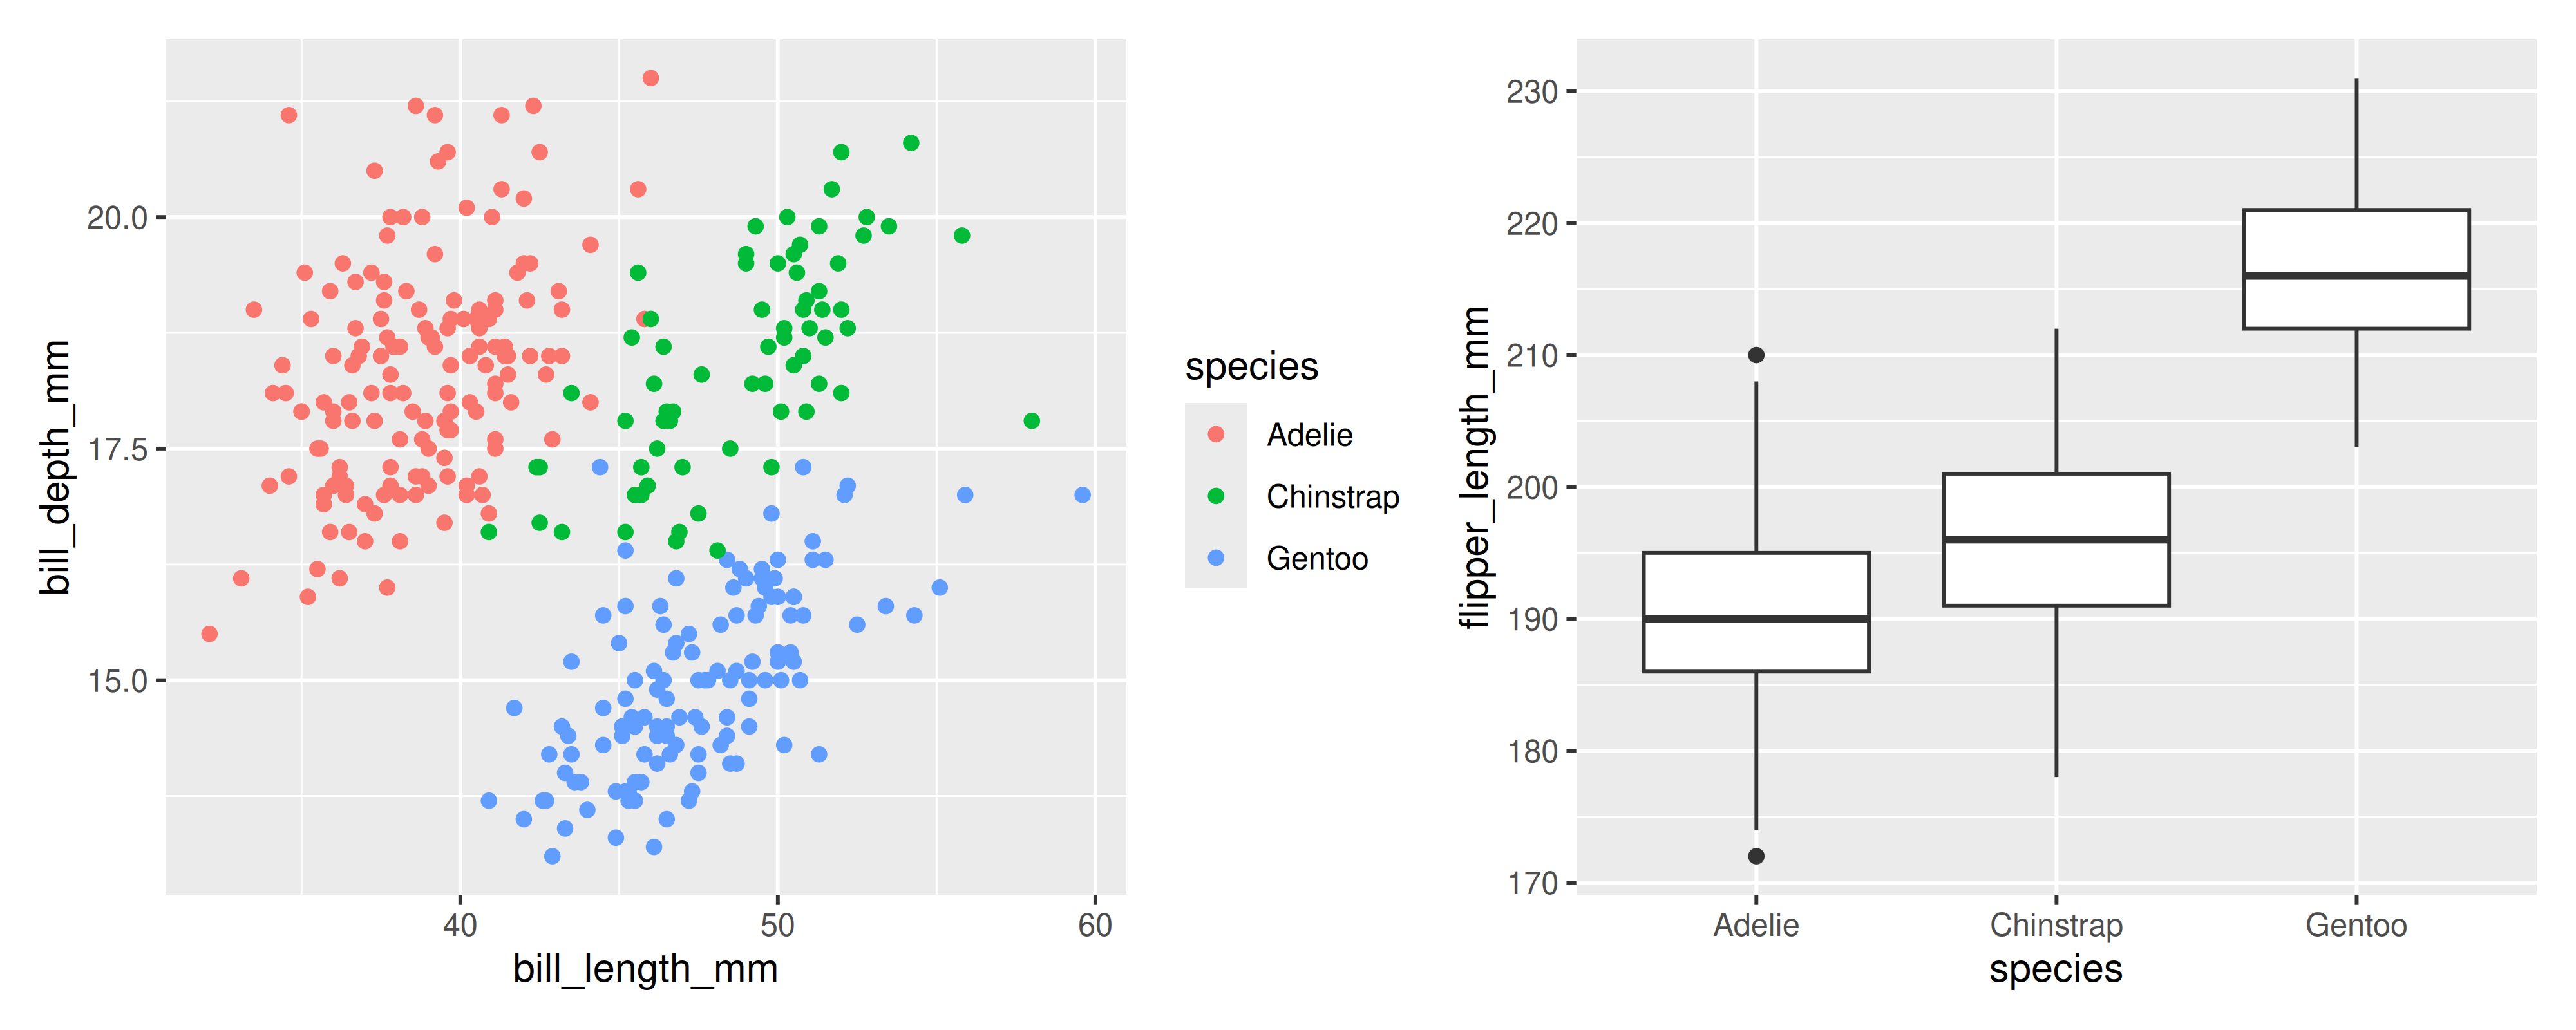 bill_depth_mm
20.0
17.5
15.0
40 50 60
bill_length_mm
species
Adelie
Chinstrap
Gentoo
flipper_length_mm
230
220
210
200
190
180
170
Adelie Chinstrap Gentoo
species